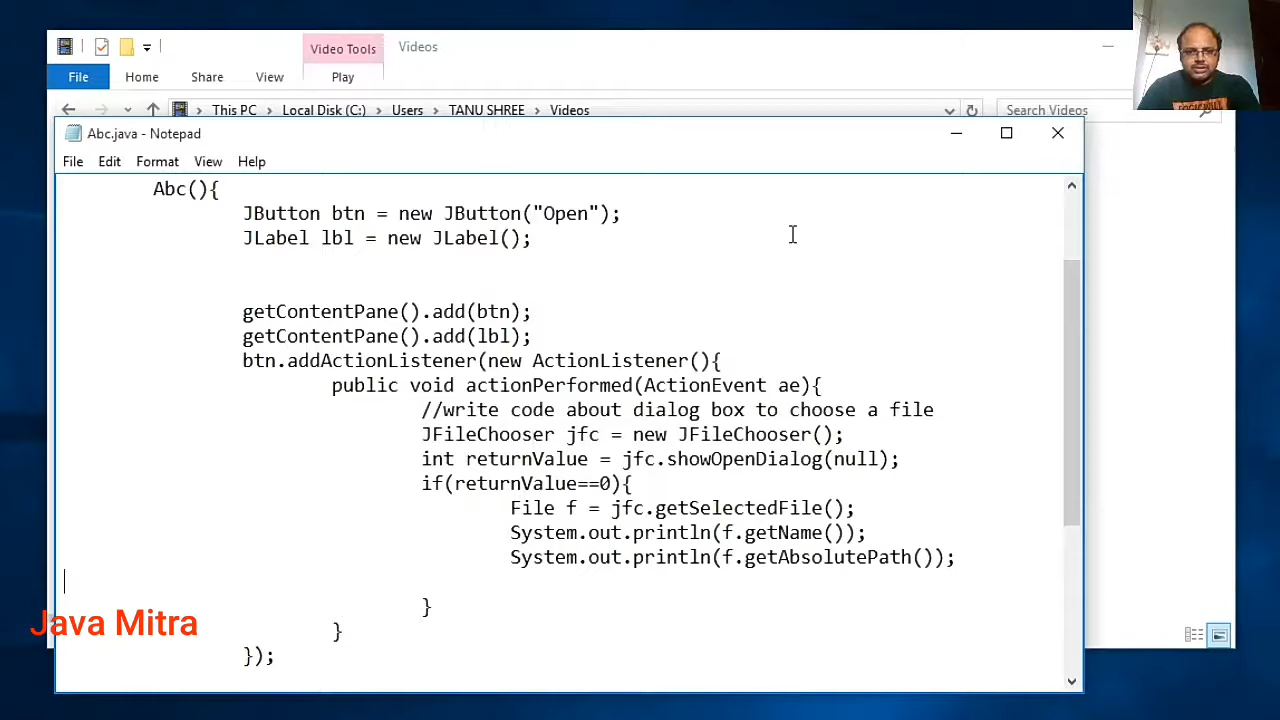 Video Tools
Videos
File
Home
Share
View
Play
This PC
Local Disk (C:)
Users
TANU SHREE
Videos
Search Videos
Abc.java - Notepad
File
Edit
Format
View
Help
Abc(){
JButton btn = new JButton("Open");
JLabel lbl = new JLabel();
getContentPane().add(btn);
getContentPane().add(lbl);
btn.addActionListener(new ActionListener(){
public void actionPerformed(ActionEvent ae){
//write code about dialog box to choose a file
JFileChooser jfc = new JFileChooser();
int returnValue = jfc.showOpenDialog(null);
if(returnValue==0){
File f = jfc.getSelectedFile();
System.out.println(f.getName());
System.out.println(f.getAbsolutePath());
}
Java Mitra
}
});